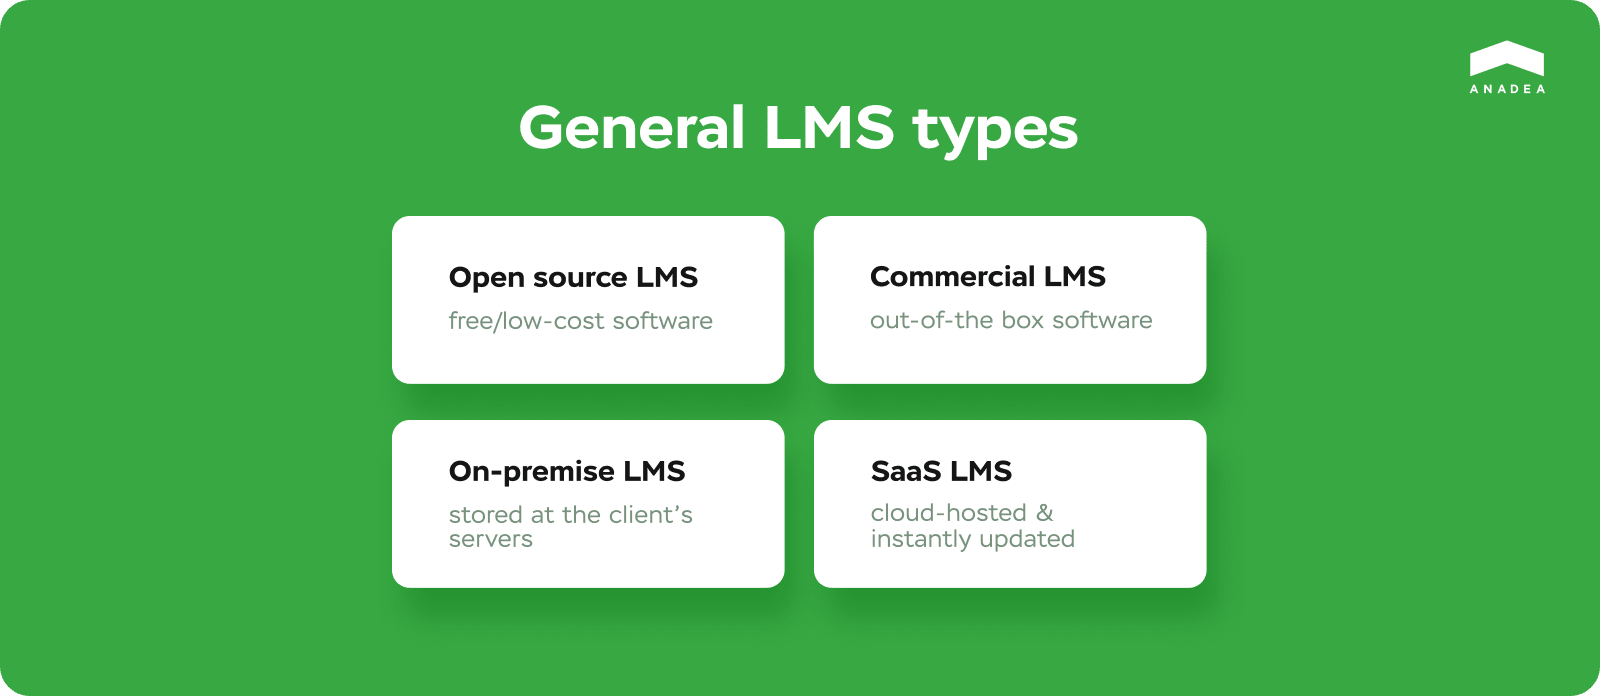 ANADEA
General LMS types
Open source LMS
free/low-cost software
Commercial LMS
out-of-the box software
On-premise LMS
stored at the client’s
servers
SaaS LMS
cloud-hosted &
instantly updated